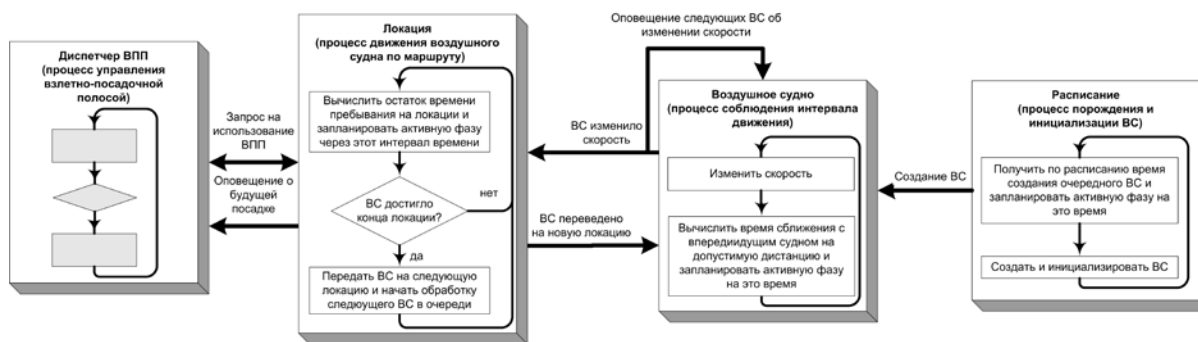 Диспетчер ВПП
(процесс управления
взлетно-посадочной
полосой)
Запрос на
использование
ВПП
Оповещение о
будущей
посадке
Локация
(процесс движения воздушного
судна по маршруту)
Вычислить остаток времени
пребывания на локации и
запланировать активную фазу
через этот интервал времени
ВС достигло
конца локации?
нет
да
Передать ВС на следующую
локацию и начать обработку
следующего ВС в очереди
Оповещение следующих ВС об
изменении скорости
ВС изменило
скорость
ВС переведено
на новую локацию
Воздушное судно
(процесс соблюдения интервала
движения)
Изменить скорость
Вычислить время сближения с
впередиидущим судном на
допустимую дистанцию и
запланировать активную фазу
на это время
Создание ВС
Расписание
(процесс порождения и
инициализации ВС)
Получить по расписанию время
создания очередного ВС и
запланировать активную фазу на
это время
Создать и инициализировать ВС